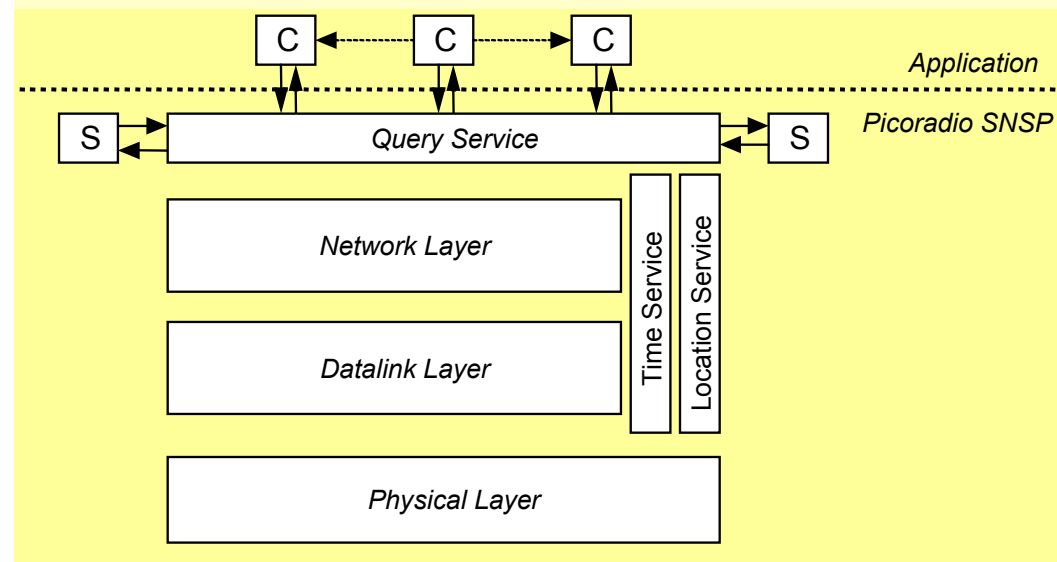 C
C
C
Application
S
Query Service
S
Picoradio SNSP
Network Layer
Time Service
Location Service
Datalink Layer
Physical Layer